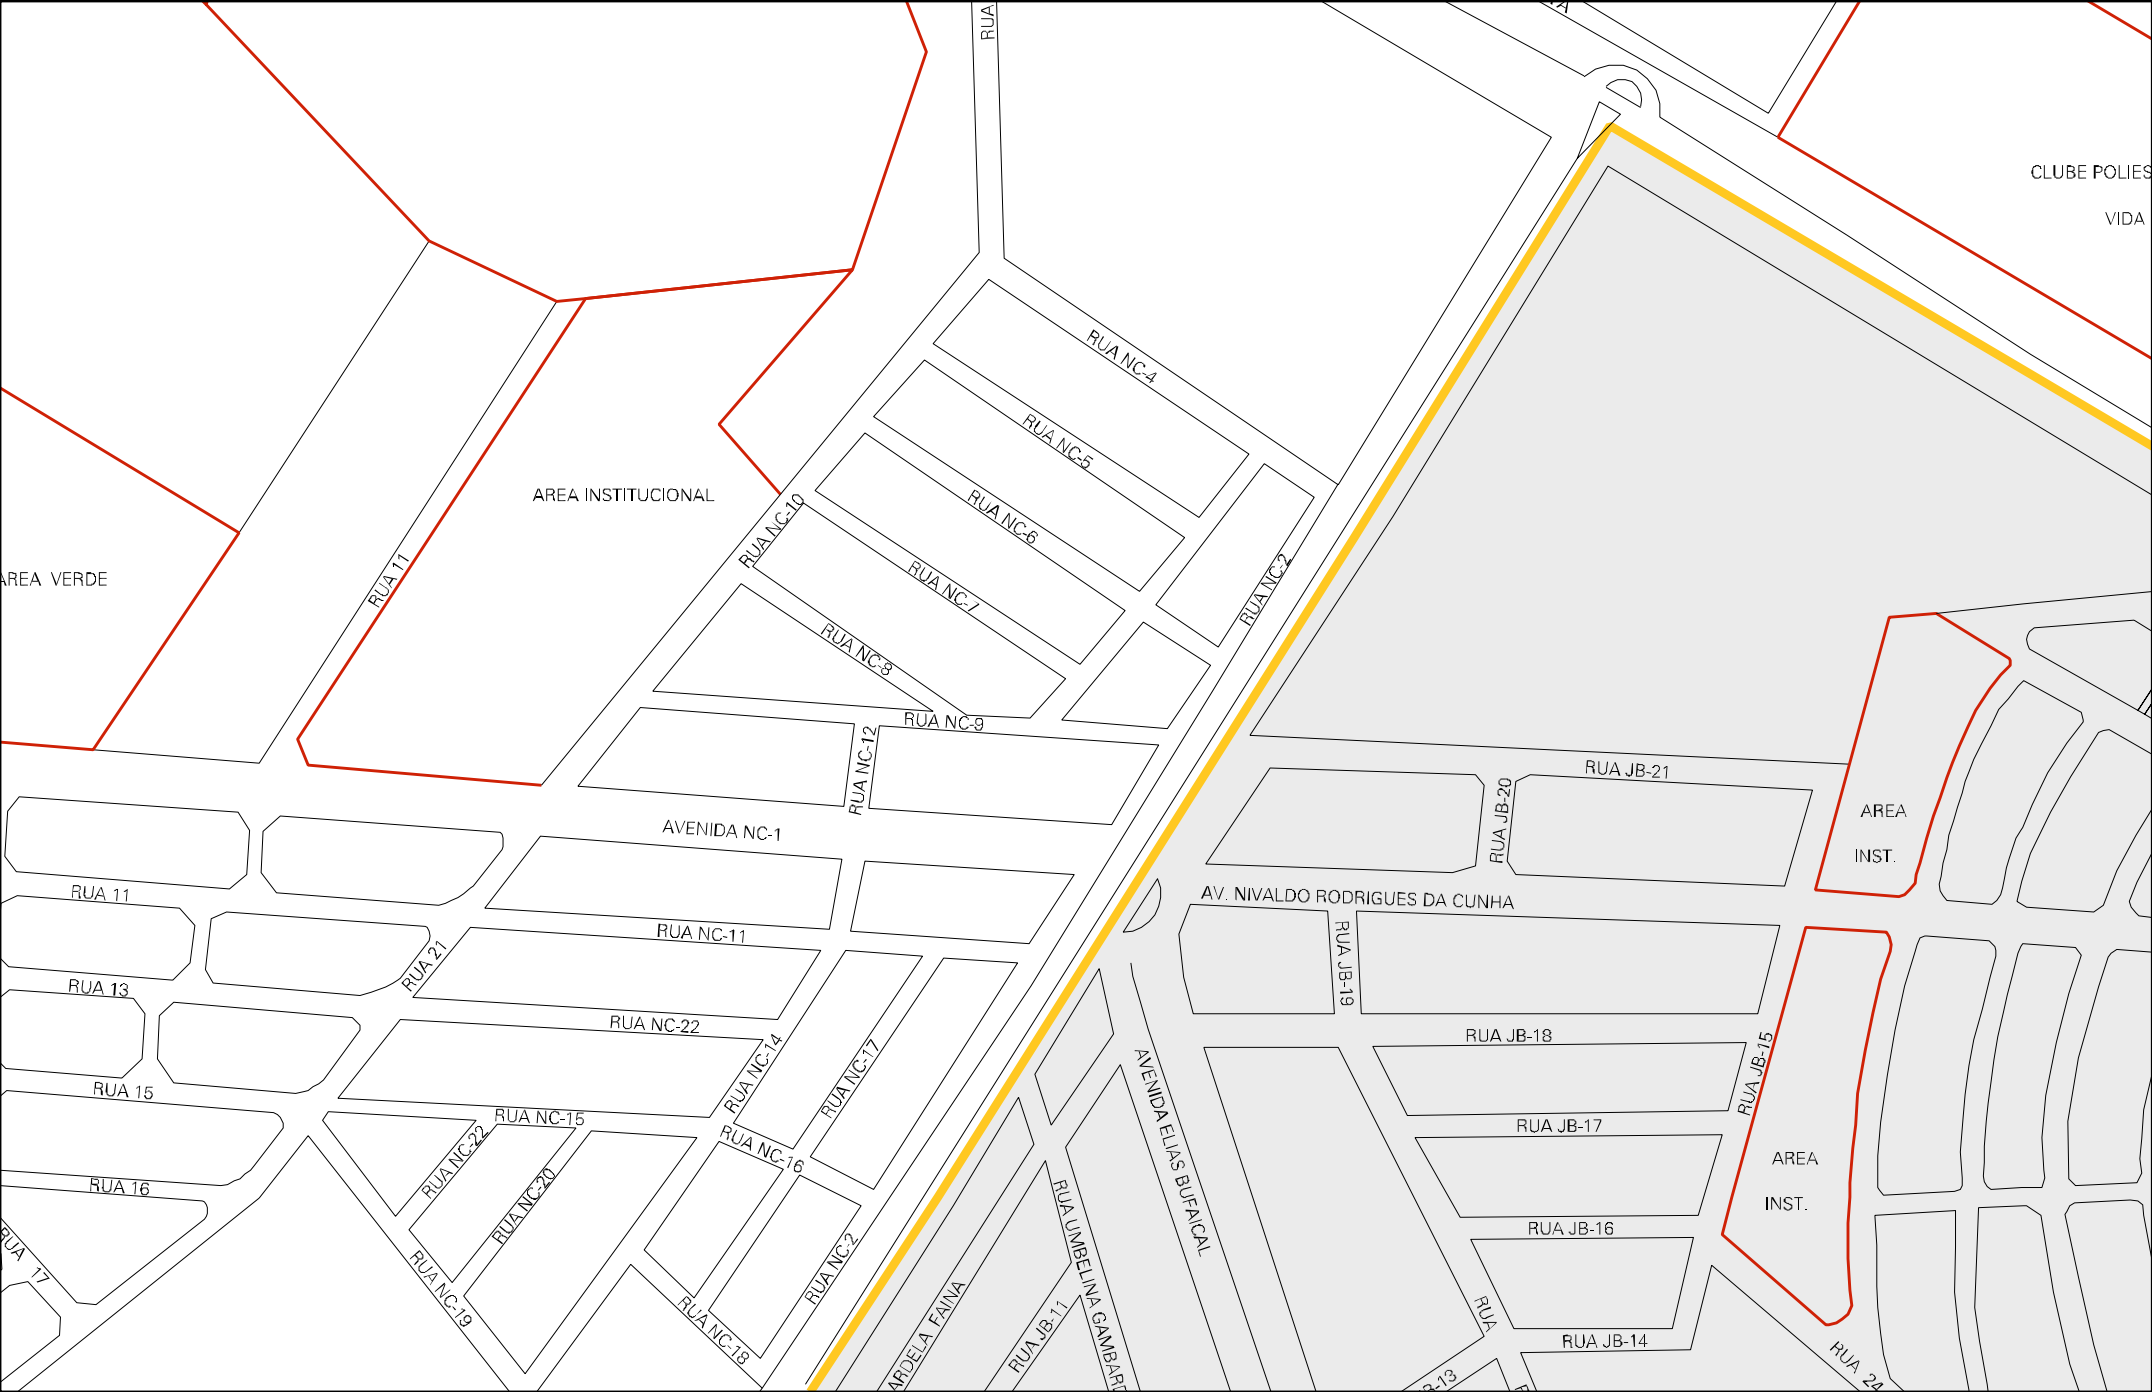 RUA
CLUBE POLIES
VIDA
RUA NC-4
RUA NC-5
RUA NC-6
RUA NC-7
RUA NC-8
RUA NC-10
AREA INSTITUCIONAL
RUA 11
AREA VERDE
RUA NC-2
RUA NC-9
RUA NC-12
AVENIDA NC-1
RUA JB-21
RUA JB-20
AREA
INST.
AV. NIVALDO RODRIGUES DA CUNHA
RUA 11
RUA NC-11
RUA 21
RUA JB-19
RUA 13
RUA NC-22
RUA JB-18
RUA NC-14
RUA NC-17
RUA JB-15
RUA 15
RUA NC-15
RUA NC-22
RUA NC-20
RUA NC-16
AVENIDA ELIAS BUFAICAL
RUA JB-17
AREA
INST.
RUA 16
RUA 17
RUA NC-19
RUA NC-2
RUA NC-18
RUA UMBELINA GAMBARD
RUA JB-16
ARDELA FAINA
RUA JB-11
RUA
RUA JB-14
RUA 24
B-13